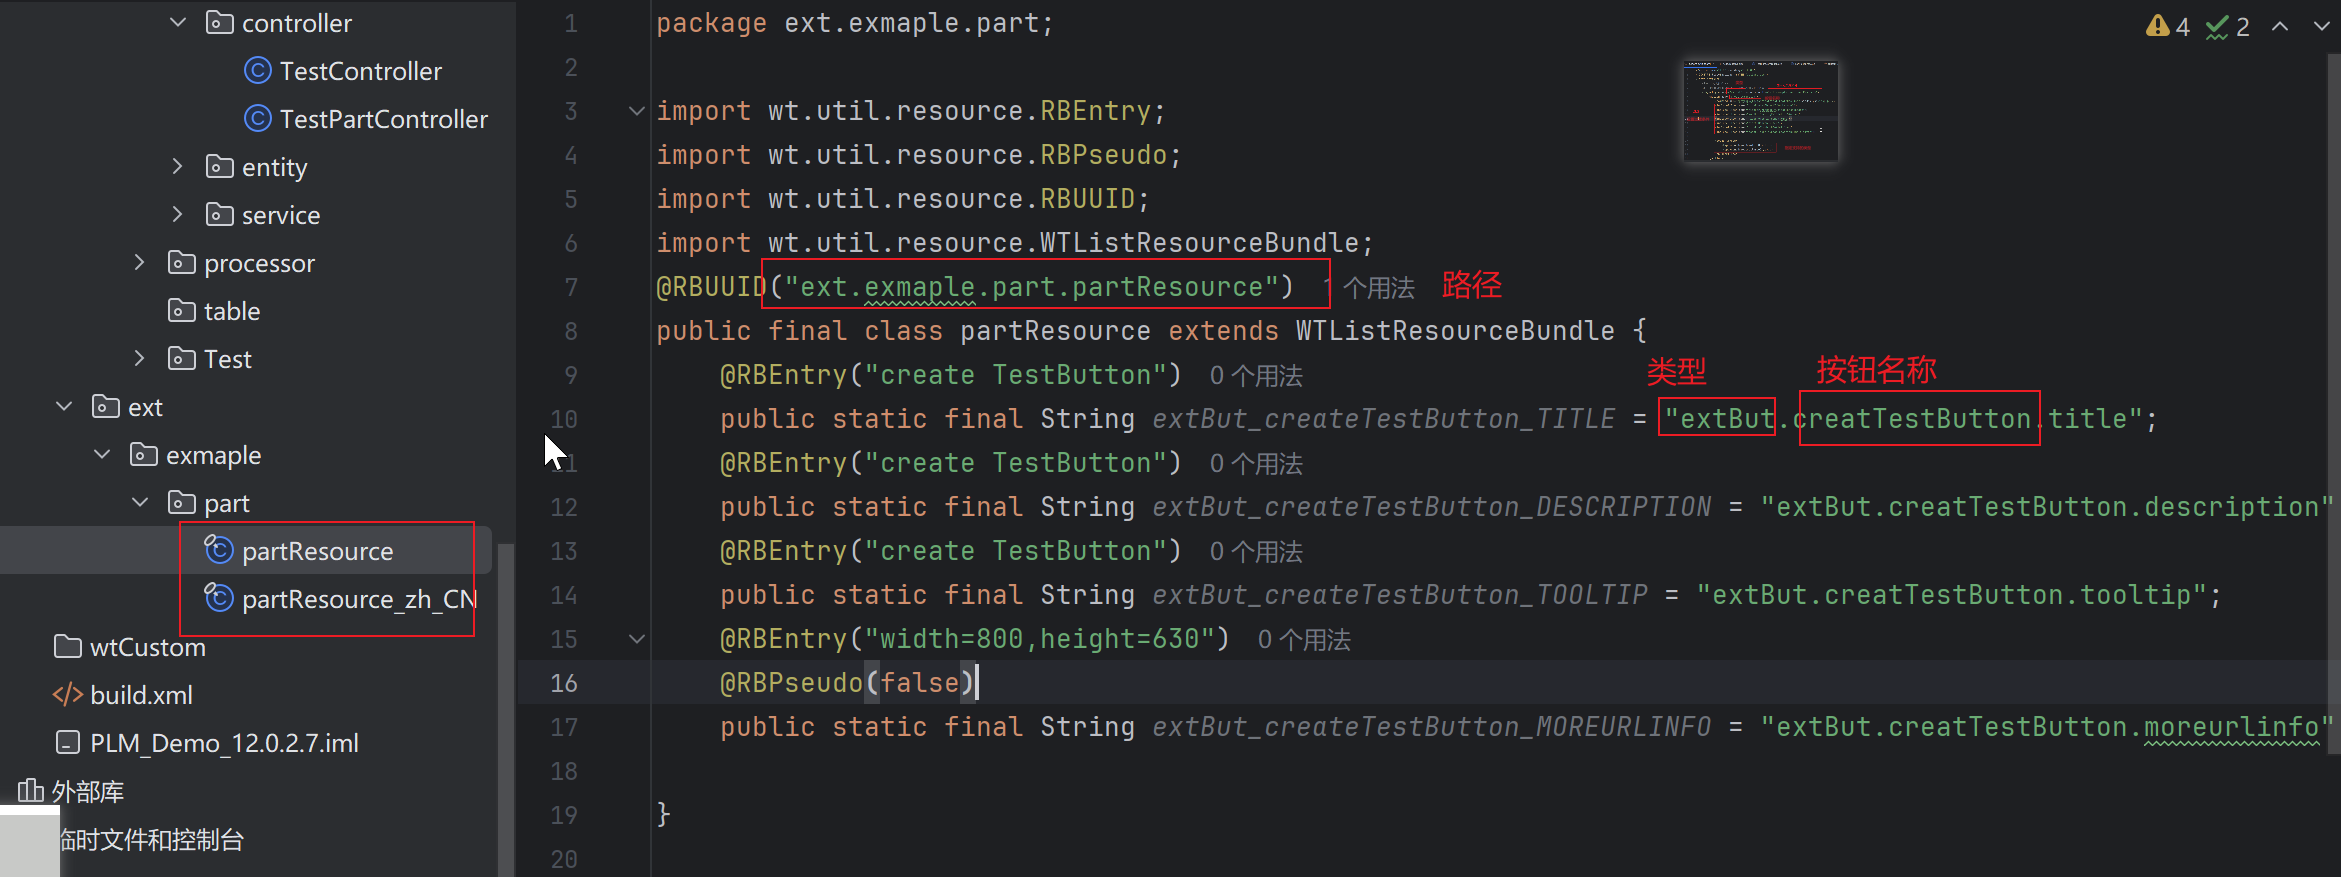 controller
TestController
TestPartController
entity
service
processor
table
Test
ext
exmaple
part
partResource
partResource_zh_CN
wtCustom
build.xml
PLM_Demo_12.0.2.7.iml
外部库
临时文件和控制台
4 2
1 package ext.exmaple.part;
2
3 import wt.util.resource.RBEntry;
4 import wt.util.resource.RBPseudo;
5 import wt.util.resource.RBUUID;
6 import wt.util.resource.WTListResourceBundle;
7 @RBUUID("ext.exmaple.part.partResource") 1个用法 路径
8 public final class partResource extends WTListResourceBundle {
类型 按钮名称
9 @RBEntry("create TestButton") 0个用法
10 public static final String extBut_createTestButton_TITLE = "extBut.creatTestButton.title";
11 @RBEntry("create TestButton") 0个用法
12 public static final String extBut_createTestButton_DESCRIPTION = "extBut.creatTestButton.description"
13 @RBEntry("create TestButton") 0个用法
14 public static final String extBut_createTestButton_TOOLTIP = "extBut.creatTestButton.tooltip";
15 @RBEntry("width=800,height=630") 0个用法
16 @RBPseudo(false)
17 public static final String extBut_createTestButton_MOREURLINFO = "extBut.creatTestButton.moreurlinfo"
18
19 }
20